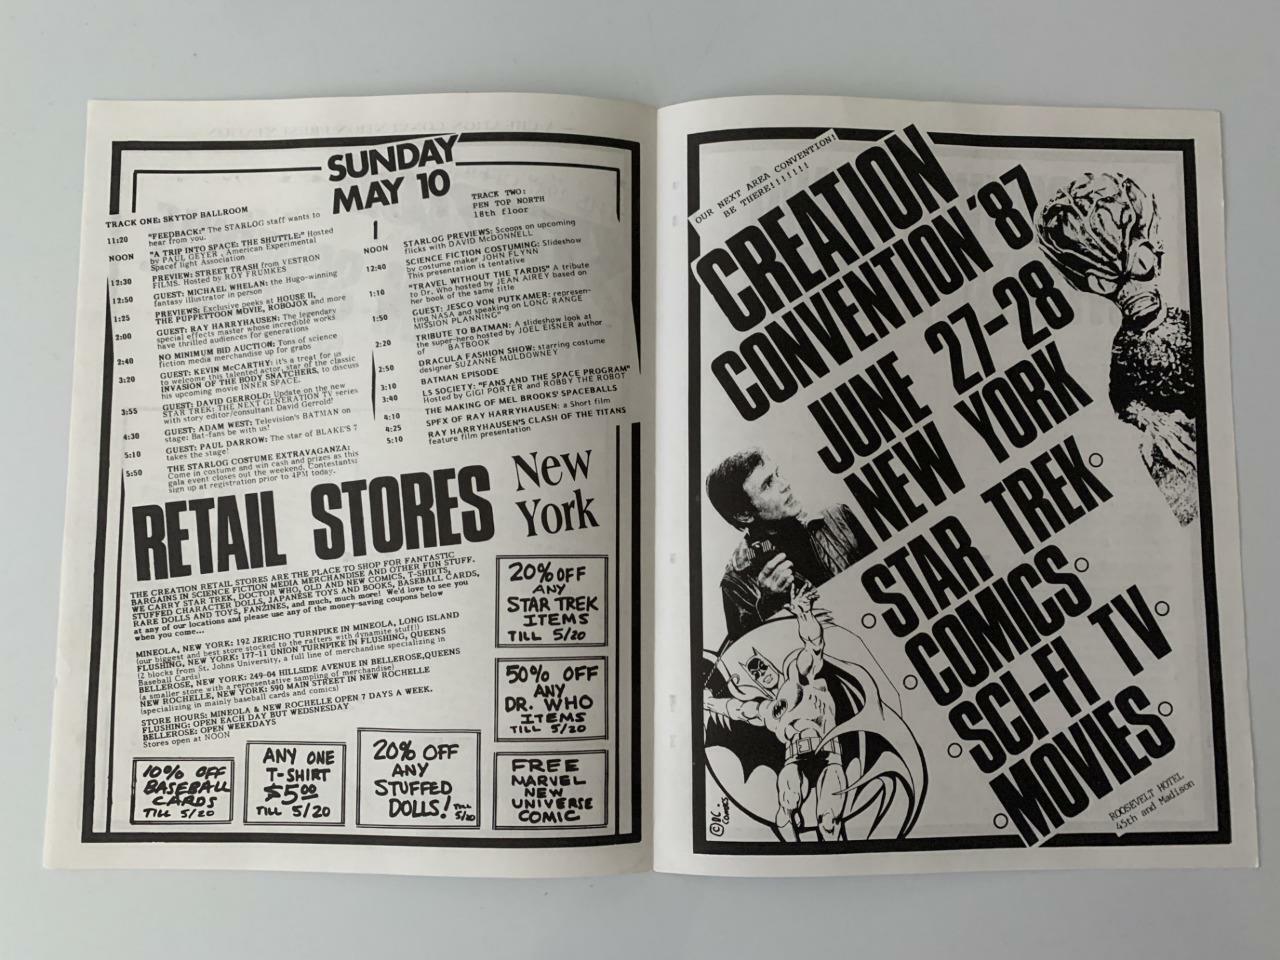 SUNDAY
MAY 10
TRACK ONE: SKYTOP BALLROOM
11:20 "FEEDBACK:" The STARLOG staff wants to
hear from you.
NOON "A TRIP INTO SPACE: THE SHUTTLE:" Hosted
by PAUL GEYER, American Experimental
Spacef light Association
12:30 PREVIEW: STREET TRASH from VESTRON
FILMS. Hosted by ROY FRUMKES
12:50 GUEST: MICHAEL WHELAN: the Hugo-winning
fantasy illustrator in person
1:25 PREVIEWS: Exclusive peeks at HOUSE II,
THE PUPPETTOON MOVIE, ROBOJOX and more
2:00 GUEST: RAY HARRYHAUSEN: The legendary
special effects master whose incredible works
have thrilled audiences for generations
2:40 NO MINIMUM BID AUCTION: Tons of science
fiction media merchandise up for grabs
3:20 GUEST: KEVIN McCARTHY: it's a treat for us
to welcome this talented actor, star of the classic
INVASION OF THE BODY SNATCHERS, to discuss
his upcoming movie INNER SPACE.
3:55 GUEST: DAVID GERROLD: Update on the new
STAR TREK: THE NEXT GENERATION TV series
with story editor/consultant David Gerrold!
4:30 GUEST: ADAM WEST: Television's BATMAN on
stage: Bat-fans be with us!
5:10 GUEST: PAUL DARROW: The star of BLAKE'S 7
takes the stage!
5:50 THE STARLOG COSTUME EXTRAVAGANZA:
Come in costume and win cash and prizes as this
gala event closes out the weekend. Contestants:
sign up at registration prior to 4PM today.
TRACK TWO:
PEN TOP NORTH
18th floor
NOON STARLOG PREVIEWS: Scoops on upcoming
flicks with DAVID McDONNELL
12:40 SCIENCE FICTION COSTUMING: Slideshow
by costume maker JOHN FLYNN
This presentation is tentative
1:10 "TRAVEL WITHOUT THE TARDIS" A tribute
to Dr. Who hosted by JEAN AIREY based on
her book of the same title
1:50 GUEST: JESCO VON PUTKAMER: represen-
ting NASA and speaking on LONG RANGE
MISSION PLANNING"
2:20 TRIBUTE TO BATMAN: A slideshow look at
the super-hero hosted by JOEL EISNER author
of BATBOOK
2:50 DRACULA FASHION SHOW: starring costume
designer SUZANNE MULDOWNEY
3:10 BATMAN EPISODE
3:40 L5 SOCIETY: "FANS AND THE SPACE PROGRAM"
Hosted by GIGI PORTER and ROBBY THE ROBOT
4:10 THE MAKING OF MEL BROOKS' SPACEBALLS
4:25 SPFX OF RAY HARRYHAUSEN: a Short film
5:10 RAY HARRYHAUSEN'S CLASH OF THE TITANS
feature film presentation
RETAIL STORES
New
York
THE CREATION RETAIL STORES ARE THE PLACE TO SHOP FOR FANTASTIC
BARGAINS IN SCIENCE FICTION MEDIA MERCHANDISE AND OTHER FUN STUFF.
WE CARRY STAR TREK, DOCTOR WHO, OLD AND NEW COMICS, T-SHIRTS,
STUFFED CHARACTER DOLLS, JAPANESE TOYS AND BOOKS, BASEBALL CARDS,
RARE DOLLS AND TOYS, FANZINES, and much, much more! We'd love to see you
at any of our locations and please use any of the money-saving coupons below
when you come...
MINEOLA, NEW YORK: 192 JERICHO TURNPIKE IN MINEOLA, LONG ISLAND
(our biggest and best store stocked to the rafters with dynamite stuff!)
FLUSHING, NEW YORK: 177-11 UNION TURNPIKE IN FLUSHING, QUEENS
(2 blocks from St. Johns University, a full line of merchandise specializing in
Baseball Cards)
BELLEROSE, NEW YORK: 249-04 HILLSIDE AVENUE IN BELLEROSE,QUEENS
(a smaller store with a representative sampling of merchandise)
NEW ROCHELLE, NEW YORK: 590 MAIN STREET IN NEW ROCHELLE
(specializing in mainly baseball cards and comics)
STORE HOURS: MINEOLA & NEW ROCHELLE OPEN 7 DAYS A WEEK.
FLUSHING: OPEN EACH DAY BUT WEDNESDAY
BELLEROSE: OPEN WEEKDAYS
Stores open at NOON
20% OFF
ANY
STAR TREK
ITEMS
TILL 5/20
50% OFF
ANY
DR. WHO
ITEMS
TILL 5/20
10% OFF
BASEBALL
CARDS
TILL 5/20
ANY ONE
T-SHIRT
$5.00
TILL 5/20
20% OFF
ANY
STUFFED
DOLLS! TILL
5/20
FREE
MARVEL
NEW
UNIVERSE
COMIC
OUR NEXT AREA CONVENTION!
BE THERE!!!!!!!
CREATION
CONVENTION '87
JUNE 27-28
NEW YORK
STAR TREK
COMICS
SCI-FI TV
MOVIES
ROOSEVELT HOTEL
45th and Madison
© DC
COMICS